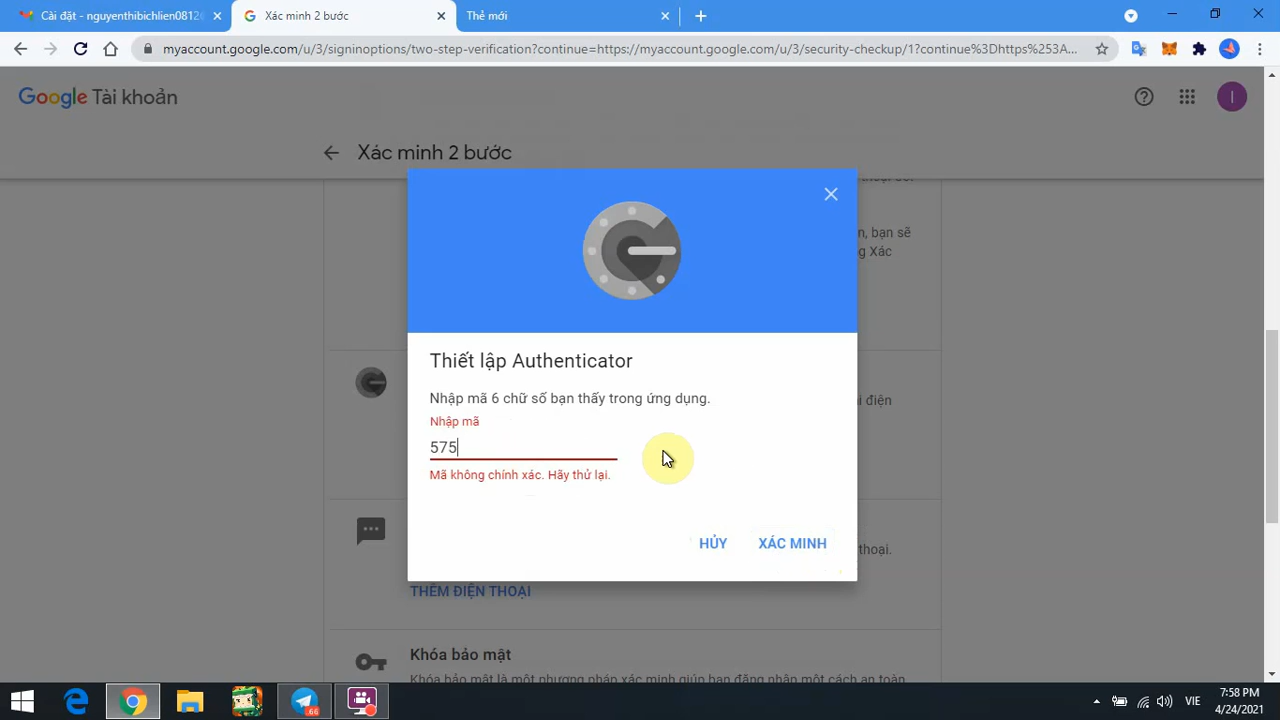 Cài đặt - nguyenthibichlien0812
Xác minh 2 bước
Thẻ mới
myaccount.google.com/u/3/signinoptions/two-step-verification?continue=https://myaccount.google.com/u/3/security-checkup/1?continue%3Dhttps%253A...
Google Tài khoản
I
Xác minh 2 bước
n, bạn sẽ
ng Xác
Thiết lập Authenticator
Nhập mã 6 chữ số bạn thấy trong ứng dụng.
ại điện
Nhập mã
575
Mã không chính xác. Hãy thử lại.
HỦY
XÁC MINH
thoại.
THÊM ĐIỆN THOẠI
Khóa bảo mật
Khóa bảo mật là một phương pháp xác minh giúp bạn đăng nhập một cách an toàn
66
VIE
7:58 PM
4/24/2021